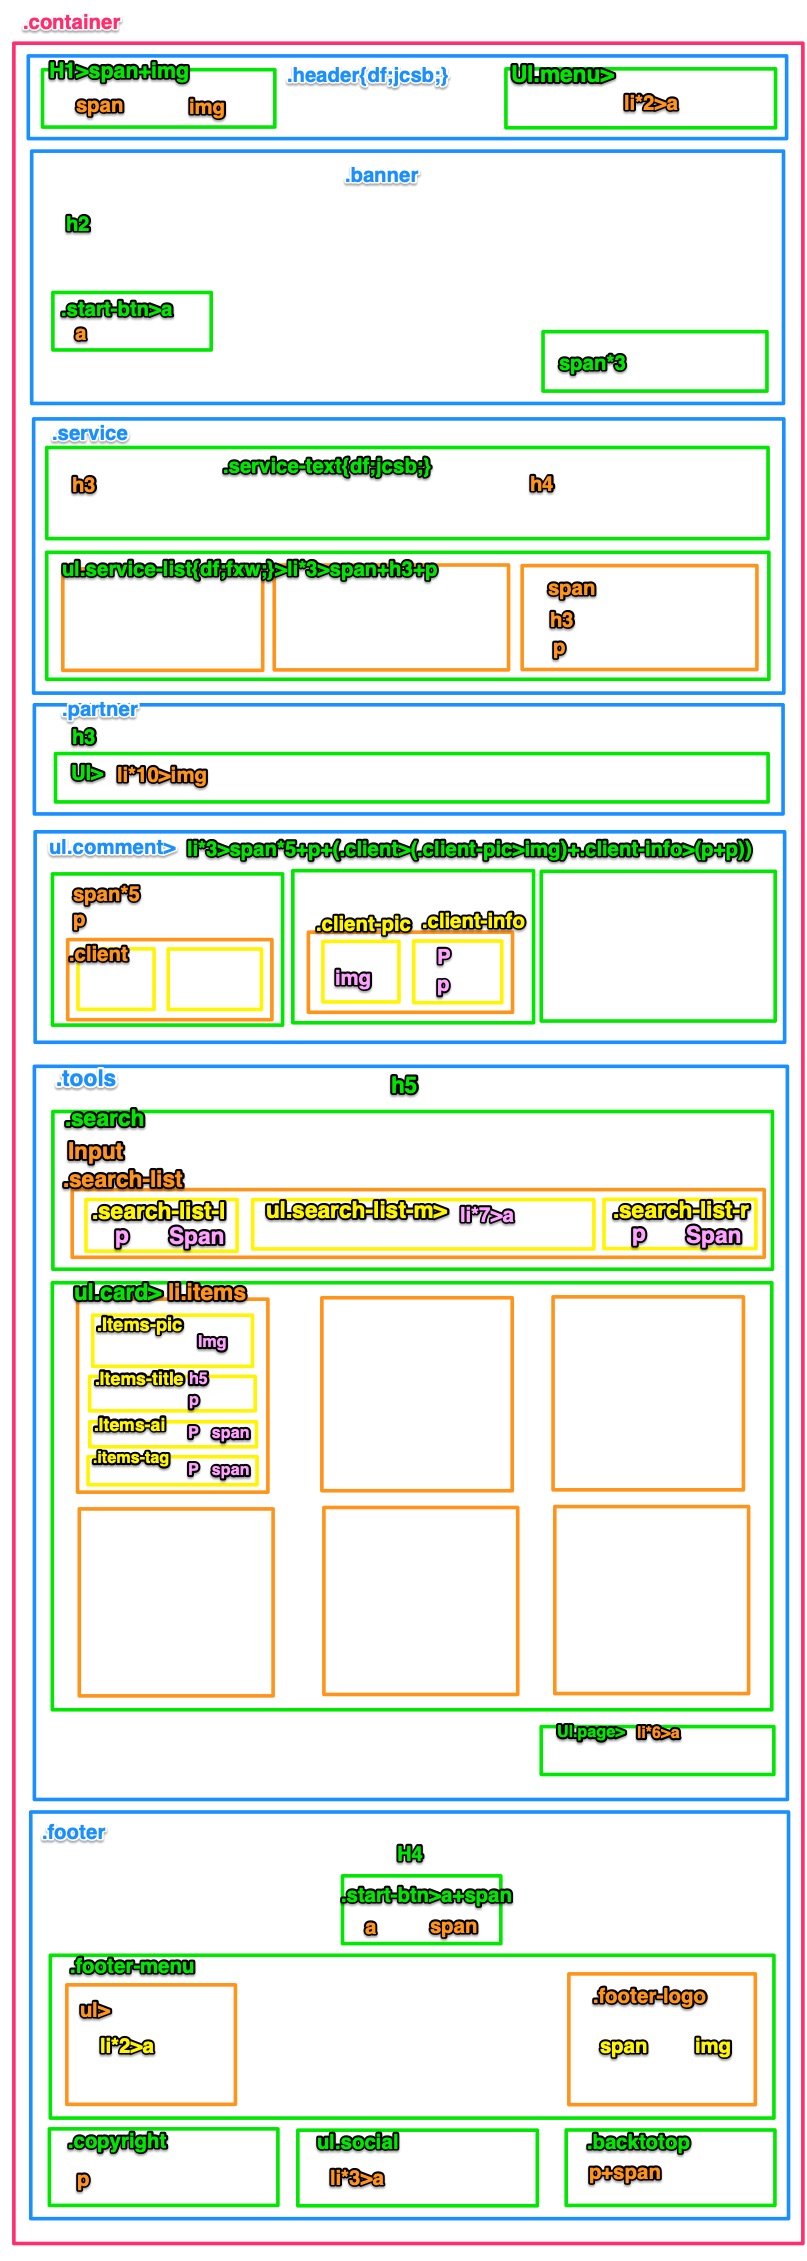 .container
H1>span+img
.header{df;jcsb;}
Ul.menu>
span
img
li*2>a
.banner
h2
.start-btn>a
a
span*3
.service
.service-text{df;jcsb;}
h3
h4
ul.service-list{df;fxw;}>li*3>span+h3+p
span
h3
p
.partner
h3
Ul> li*10>img
ul.comment> li*3>span*5+p+(.client>(.client-pic>img)+.client-info>(p+p))
span*5
p
.client
.client-pic
.client-info
img
P
p
.tools
h5
.search
Input
.search-list
.search-list-l
p
Span
ul.search-list-m> li*7>a
.search-list-r
p
Span
ul.card> li.items
.Items-pic
Img
.Items-title h5
p
.Items-ai P span
.items-tag P span
Ul.page> li*6>a
.footer
H4
.start-btn>a+span
a
span
.footer-menu
ul>
li*2>a
.footer-logo
span
img
.copyright
p
ul.social
li*3>a
.backtotop
p+span